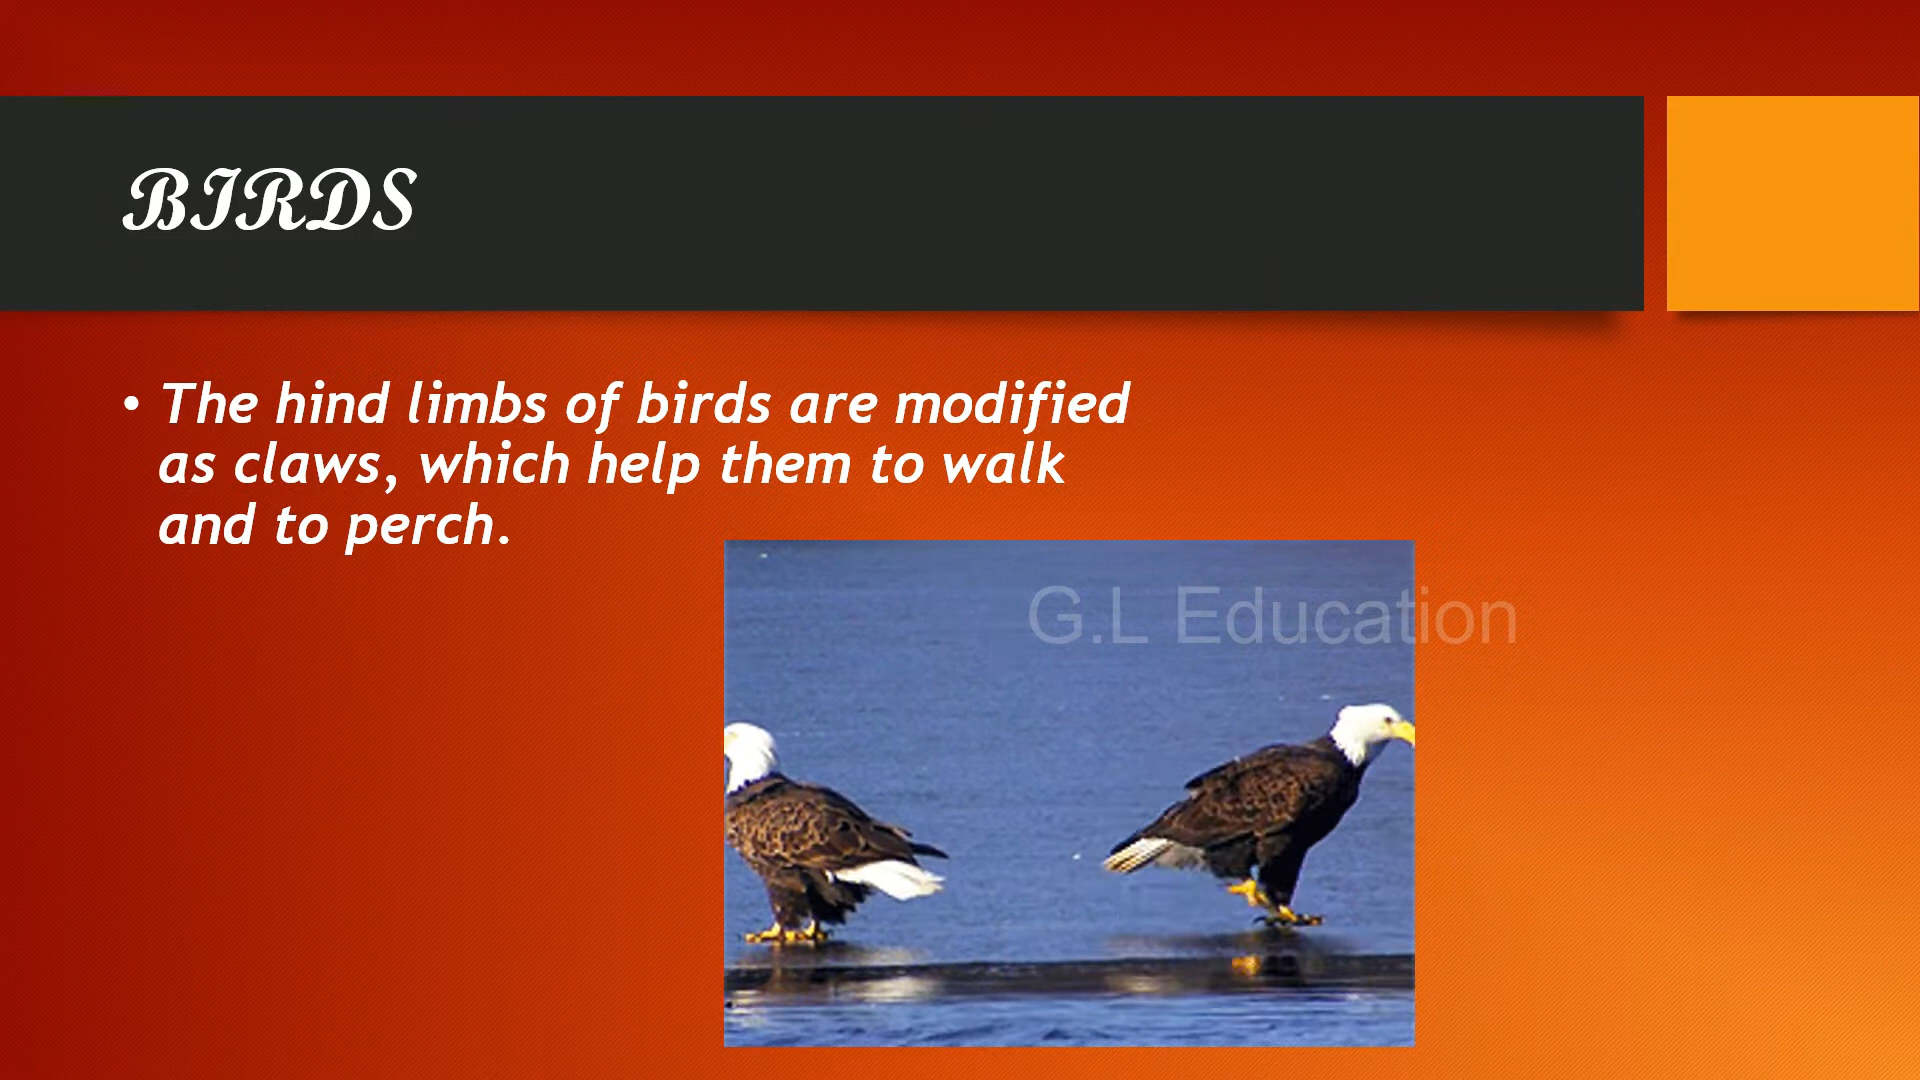 BIRDS
• The hind limbs of birds are modified
as claws, which help them to walk
and to perch.
G.L Education